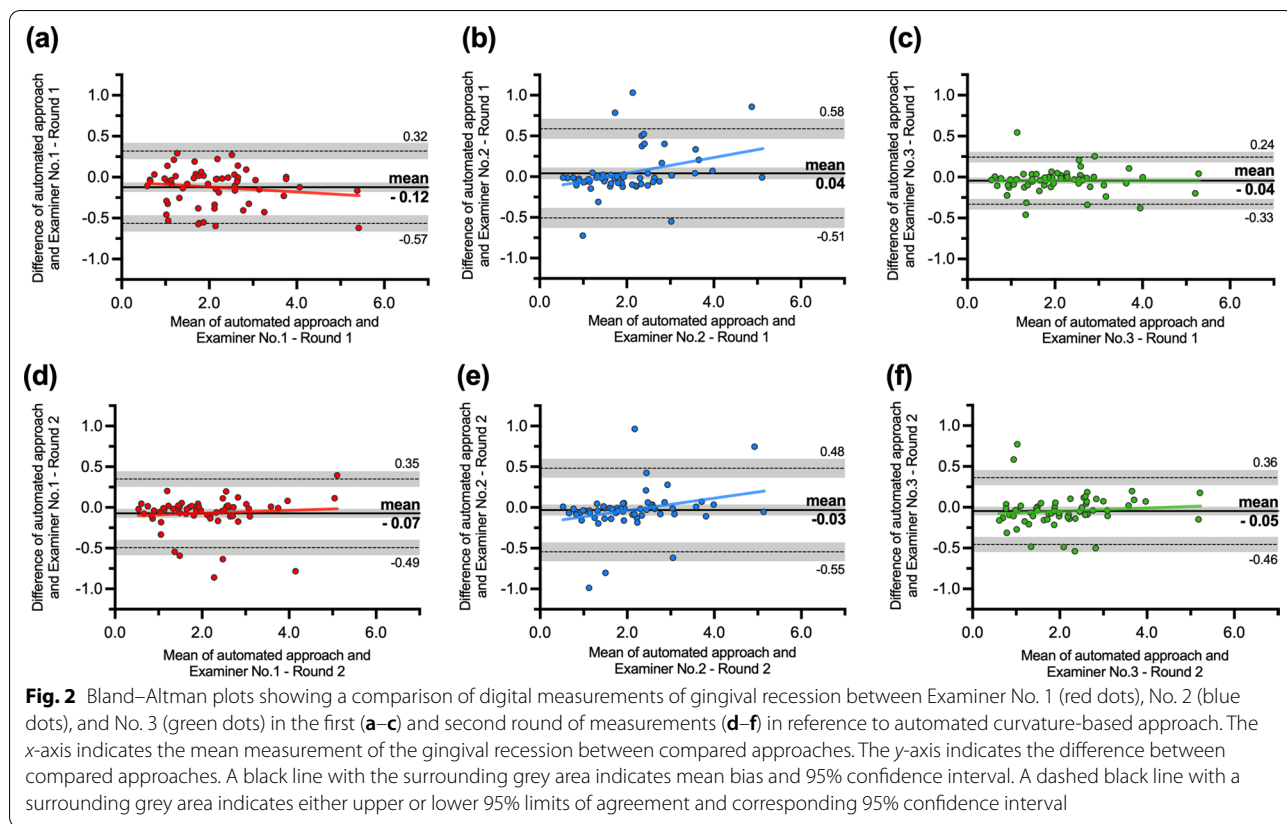 (a)
Difference of automated approach
and Examiner No.1 - Round 1
1.0
0.5
0.0
-0.5
-1.0
0.32
mean
- 0.12
-0.57
0.0
2.0
4.0
6.0
Mean of automated approach and
Examiner No.1 - Round 1
(b)
Difference of automated approach
and Examiner No.2 - Round 1
1.0
0.5
0.0
-0.5
-1.0
0.58
mean
0.04
-0.51
0.0
2.0
4.0
6.0
Mean of automated approach and
Examiner No.2 - Round 1
(c)
Difference of automated approach
and Examiner No.3 - Round 1
1.0
0.5
0.0
-0.5
-1.0
0.24
mean
- 0.04
-0.33
0.0
2.0
4.0
6.0
Mean of automated approach and
Examiner No.3 - Round 1
(d)
Difference of automated approach
and Examiner No.1 - Round 2
1.0
0.5
0.0
-0.5
-1.0
0.35
mean
- 0.07
-0.49
0.0
2.0
4.0
6.0
Mean of automated approach and
Examiner No.1 - Round 2
(e)
Difference of automated approach
and Examiner No.2 - Round 2
1.0
0.5
0.0
-0.5
-1.0
0.48
mean
-0.03
-0.55
0.0
2.0
4.0
6.0
Mean of automated approach and
Examiner No.2 - Round 2
(f)
Difference of automated approach
and Examiner No.3 - Round 2
1.0
0.5
0.0
-0.5
-1.0
0.36
mean
- 0.05
-0.46
0.0
2.0
4.0
6.0
Mean of automated approach and
Examiner No.3 - Round 2
Fig. 2 Bland–Altman plots showing a comparison of digital measurements of gingival recession between Examiner No. 1 (red dots), No. 2 (blue
dots), and No. 3 (green dots) in the first (a–c) and second round of measurements (d–f) in reference to automated curvature-based approach. The
x-axis indicates the mean measurement of the gingival recession between compared approaches. The y-axis indicates the difference between
compared approaches. A black line with the surrounding grey area indicates mean bias and 95% confidence interval. A dashed black line with a
surrounding grey area indicates either upper or lower 95% limits of agreement and corresponding 95% confidence interval